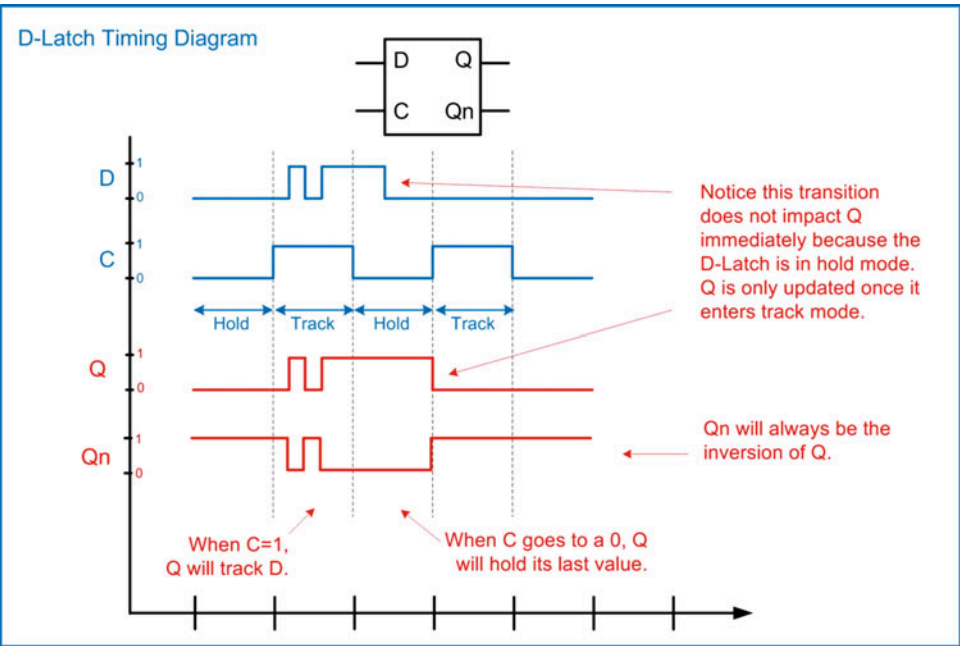 D-Latch Timing Diagram
D Q
C Qn
D
1
0
Notice this transition
does not impact Q
immediately because the
D-Latch is in hold mode.
Q is only updated once it
enters track mode.
C
1
0
Hold Track Hold Track
Q
1
0
Qn
1
0
Qn will always be the
inversion of Q.
When C=1,
Q will track D.
When C goes to a 0, Q
will hold its last value.